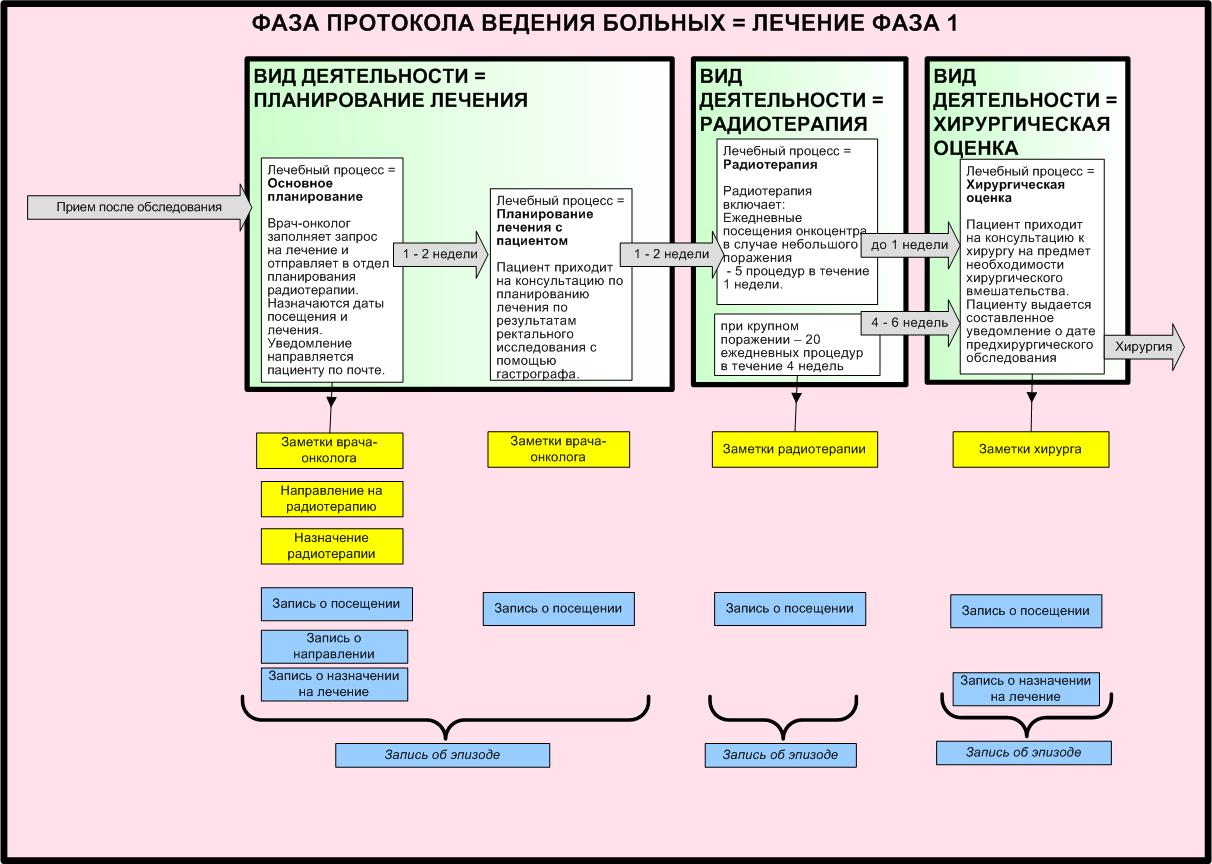 ФАЗА ПРОТОКОЛА ВЕДЕНИЯ БОЛЬНЫХ = ЛЕЧЕНИЕ ФАЗА 1
Прием после обследования
ВИД ДЕЯТЕЛЬНОСТИ =
ПЛАНИРОВАНИЕ ЛЕЧЕНИЯ
Лечебный процесс =
Основное
планирование
Врач-онколог
заполняет запрос
на лечение и
отправляет в отдел
планирования
радиотерапии.
Назначаются даты
посещения и
лечения.
Уведомление
направляется
пациенту по почте.
1 - 2 недели
Лечебный процесс =
Планирование
лечения с
пациентом
Пациент приходит
на консультацию по
планированию
лечения по
результатам
ректального
исследования с
помощью
гастрографа.
1 - 2 недели
ВИД
ДЕЯТЕЛЬНОСТИ =
РАДИОТЕРАПИЯ
Лечебный процесс =
Радиотерапия
Радиотерапия
включает:
Ежедневные
посещения онкоцентра
в случае небольшого
поражения
- 5 процедур в течение
1 недели.
при крупном
поражении – 20
ежедневных процедур
в течение 4 недель
до 1 недели
4 - 6 недель
ВИД
ДЕЯТЕЛЬНОСТИ =
ХИРУРГИЧЕСКАЯ
ОЦЕНКА
Лечебный процесс =
Хирургическая
оценка
Пациент приходит
на консультацию к
хирургу на предмет
необходимости
хирургического
вмешательства.
Пациенту выдается
составленное
уведомление о дате
предхирургического
обследования
Хирургия
Заметки врача-
онколога
Заметки врача-
онколога
Заметки радиотерапии
Заметки хирурга
Направление на
радиотерапию
Назначение
радиотерапии
Запись о посещении
Запись о посещении
Запись о посещении
Запись о посещении
Запись о
направлении
Запись о назначении
на лечение
Запись о назначении
на лечение
Запись об эпизоде
Запись об эпизоде
Запись об эпизоде